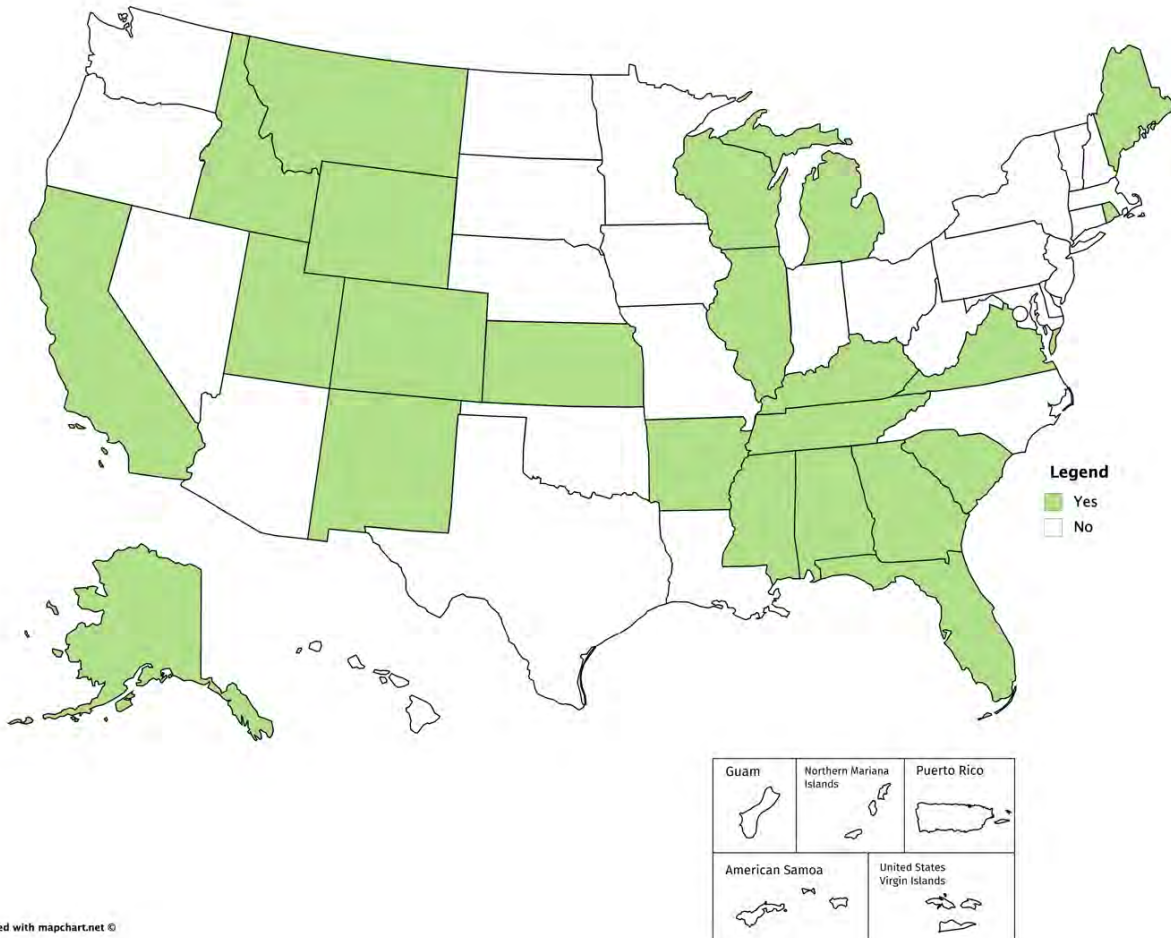 Legend
Yes
No
Guam
Northern Mariana
Islands
Puerto Rico
American Samoa
United States
Virgin Islands
ed with mapchart.net ©